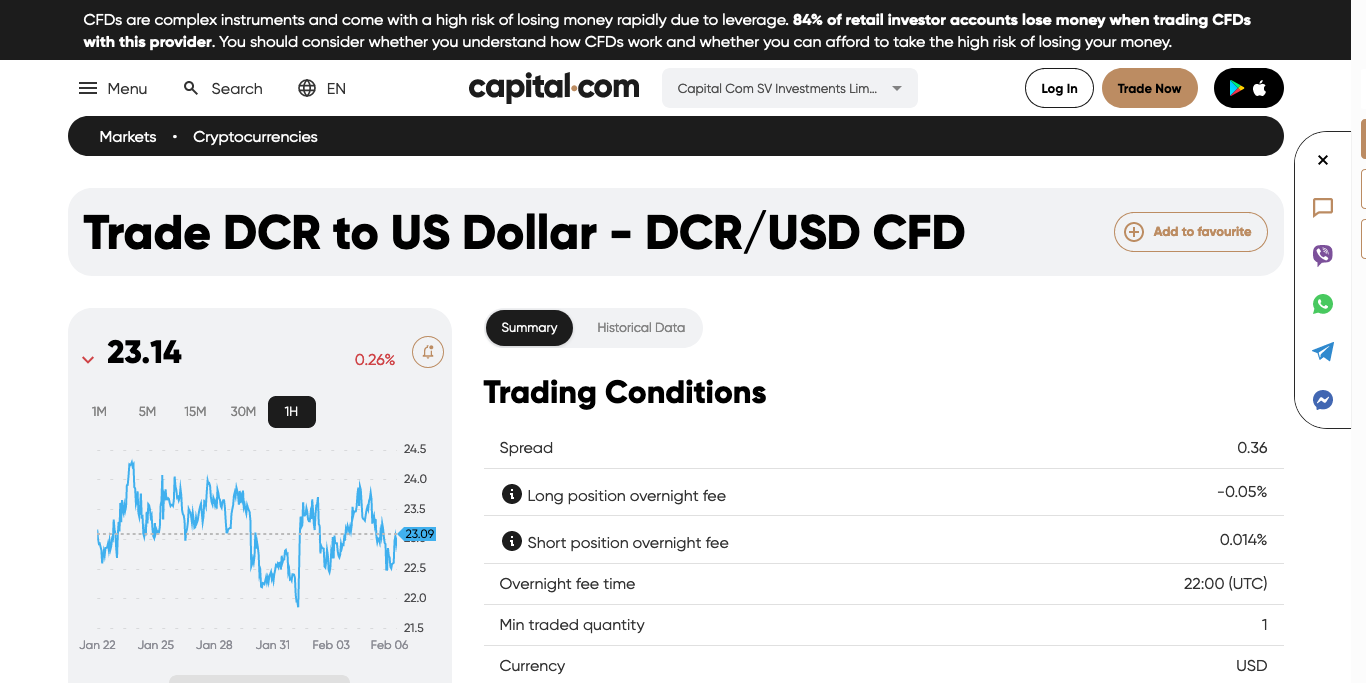 CFDs are complex instruments and come with a high risk of losing money rapidly due to leverage. 84% of retail investor accounts lose money when trading CFDs
with this provider. You should consider whether you understand how CFDs work and whether you can afford to take the high risk of losing your money.
Menu Search EN capital.com Capital Com SV Investments Lim... Log In Trade Now
Markets • Cryptocurrencies
Trade DCR to US Dollar - DCR/USD CFD Add to favourite
23.14 0.26%
1M 5M 15M 30M 1H
24.5
24.0
23.5
23.09
22.5
22.0
21.5
Jan 22 Jan 25 Jan 28 Jan 31 Feb 03 Feb 06
Summary Historical Data
Trading Conditions
Spread 0.36
Long position overnight fee -0.05%
Short position overnight fee 0.014%
Overnight fee time 22:00 (UTC)
Min traded quantity 1
Currency USD